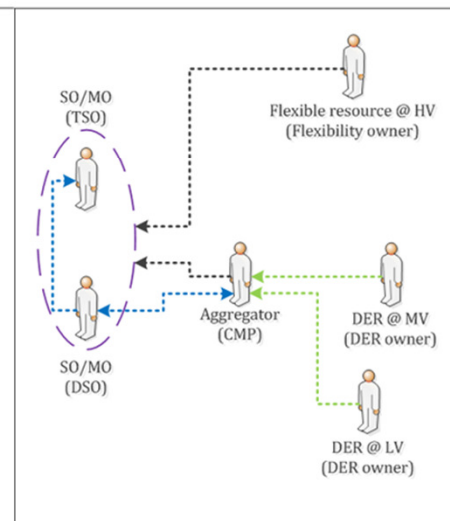 SO/MO
(TSO)
Flexible resource @ HV
(Flexibility owner)
Aggregator
(CMP)
DER @ MV
(DER owner)
SO/MO
(DSO)
DER @ LV
(DER owner)